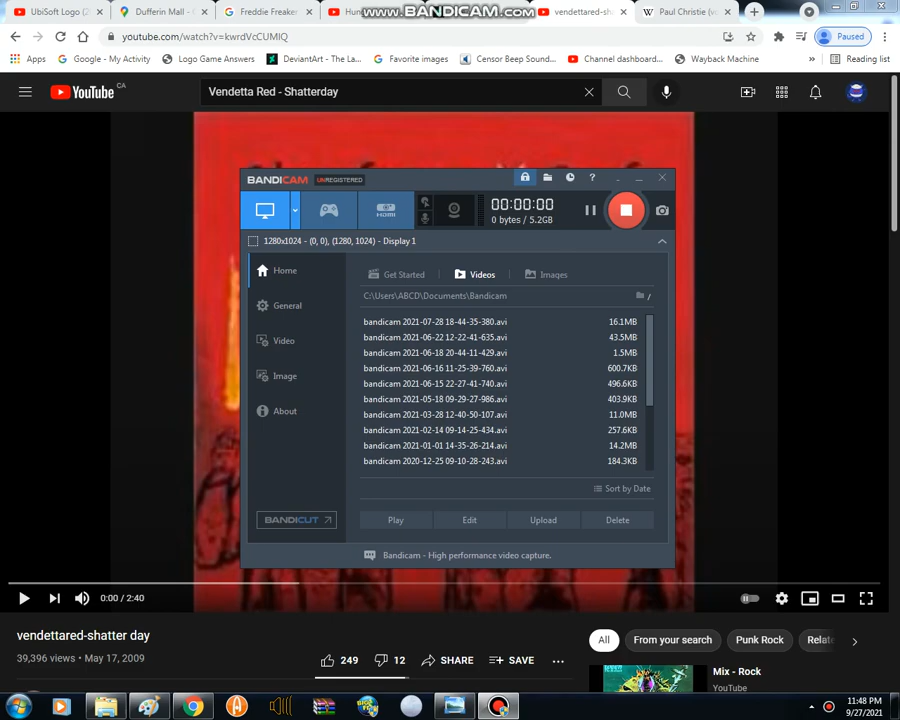 UbiSoft Logo (2
Dufferin Mall - G
Freddie Freaker
Hun
www.BANDICAM.com
vendettared-sh
Paul Christie (vo
youtube.com/watch?v=kwrdVcCUMIQ
Paused
Apps
Google - My Activity
Logo Game Answers
DeviantArt - The La...
Favorite images
Censor Beep Sound...
Channel dashboard...
Wayback Machine
»
Reading list
YouTube CA
Vendetta Red - Shatterday
BANDICAM UNREGISTERED
HDMI
00:00:00
0 bytes / 5.2GB
1280x1024 - (0, 0), (1280, 1024) - Display 1
Home
General
Video
Image
About
BANDICUT
Get Started
Videos
Images
C:\Users\ABCD\Documents\Bandicam
bandicam 2021-07-28 18-44-35-380.avi 16.1MB
bandicam 2021-06-22 12-22-41-635.avi 43.5MB
bandicam 2021-06-18 20-44-11-429.avi 1.5MB
bandicam 2021-06-16 11-25-39-760.avi 600.7KB
bandicam 2021-06-15 22-27-41-740.avi 496.6KB
bandicam 2021-05-18 09-29-27-986.avi 403.9KB
bandicam 2021-03-28 12-40-50-107.avi 11.0MB
bandicam 2021-02-14 09-14-25-434.avi 257.6KB
bandicam 2021-01-01 14-35-26-214.avi 14.2MB
bandicam 2020-12-25 09-10-28-243.avi 184.3KB
Sort by Date
Play
Edit
Upload
Delete
Bandicam - High performance video capture.
0:00 / 2:40
vendettared-shatter day
39,396 views • May 17, 2009
249
12
SHARE
SAVE
All
From your search
Punk Rock
Relate
Mix - Rock
YouTube
11:48 PM
9/27/2021